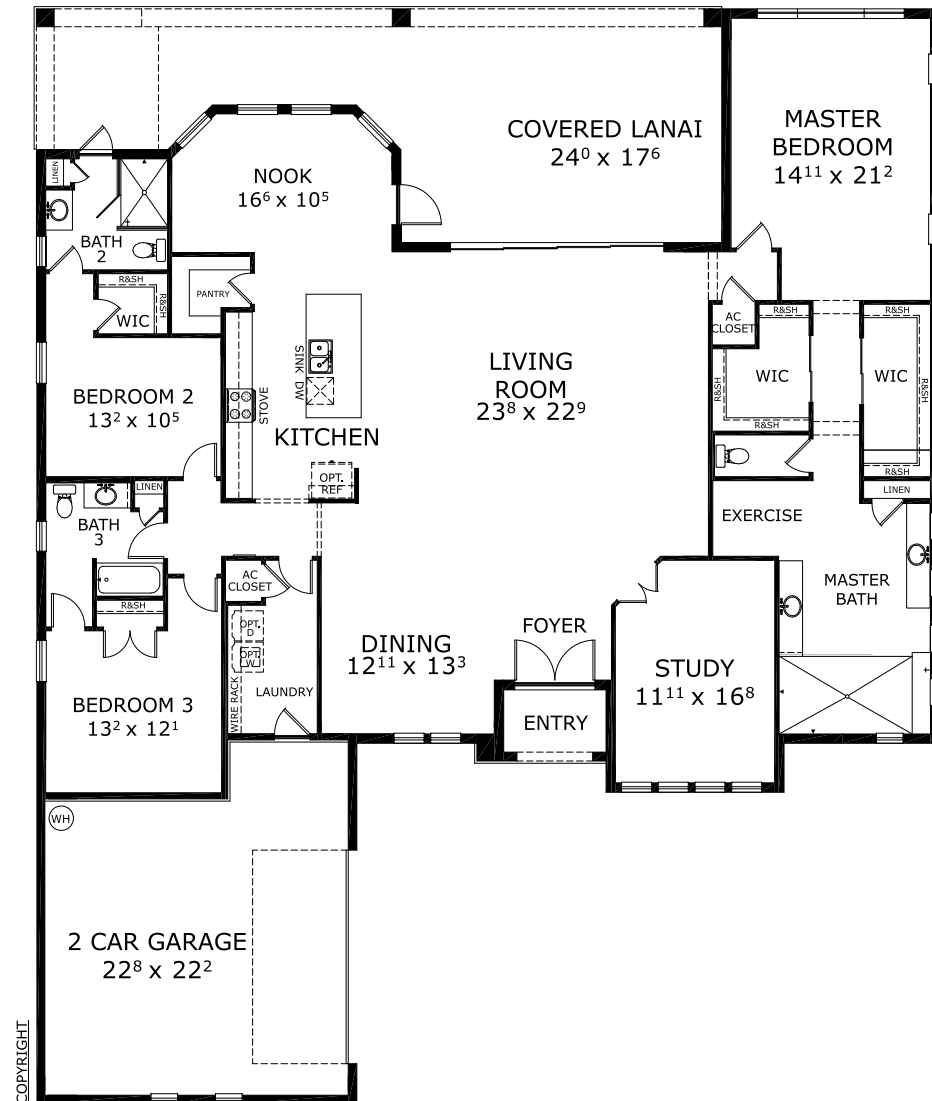 COVERED LANAI
24⁰ x 17⁶
MASTER
BEDROOM
14¹¹ x 21²
NOOK
16⁶ x 10⁵
LINEN
BATH
2
R&SH
R&SH
WIC
PANTRY
BEDROOM 2
13² x 10⁵
SINK DW
STOVE
KITCHEN
OPT.
REF
LIVING
ROOM
23⁸ x 22⁹
AC
CLOSET
R&SH
R&SH
WIC
R&SH
R&SH
WIC
R&SH
R&SH
LINEN
EXERCISE
MASTER
BATH
LINEN
BATH
3
R&SH
BEDROOM 3
13² x 12¹
AC
CLOSET
OPT.
D
OPT.
W
WIRE RACK
LAUNDRY
DINING
12¹¹ x 13³
FOYER
ENTRY
STUDY
11¹¹ x 16⁸
WH
2 CAR GARAGE
22⁸ x 22²
COPYRIGHT